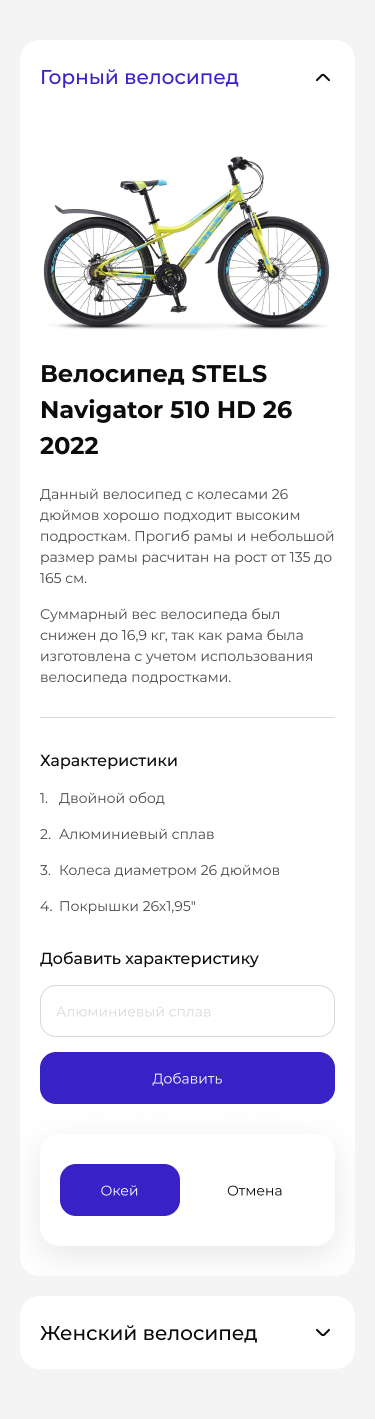 Горный велосипед
Велосипед STELS
Navigator 510 HD 26
2022
Данный велосипед с колесами 26
дюймов хорошо подходит высоким
подросткам. Прогиб рамы и небольшой
размер рамы расчитан на рост от 135 до
165 см.
Суммарный вес велосипеда был
снижен до 16,9 кг, так как рама была
изготовлена с учетом использования
велосипеда подростками.
Характеристики
1. Двойной обод
2. Алюминиевый сплав
3. Колеса диаметром 26 дюймов
4. Покрышки 26x1,95"
Добавить характеристику
Алюминиевый сплав
Добавить
Окей
Отмена
Женский велосипед